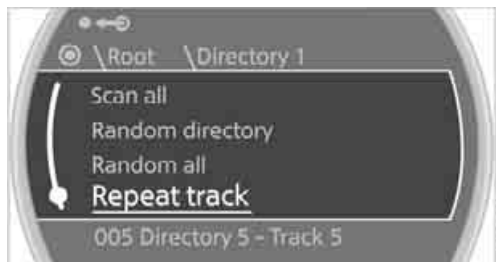 \Root \Directory 1
Scan all
Random directory
Random all
Repeat track
005 Directory 5 - Track 5